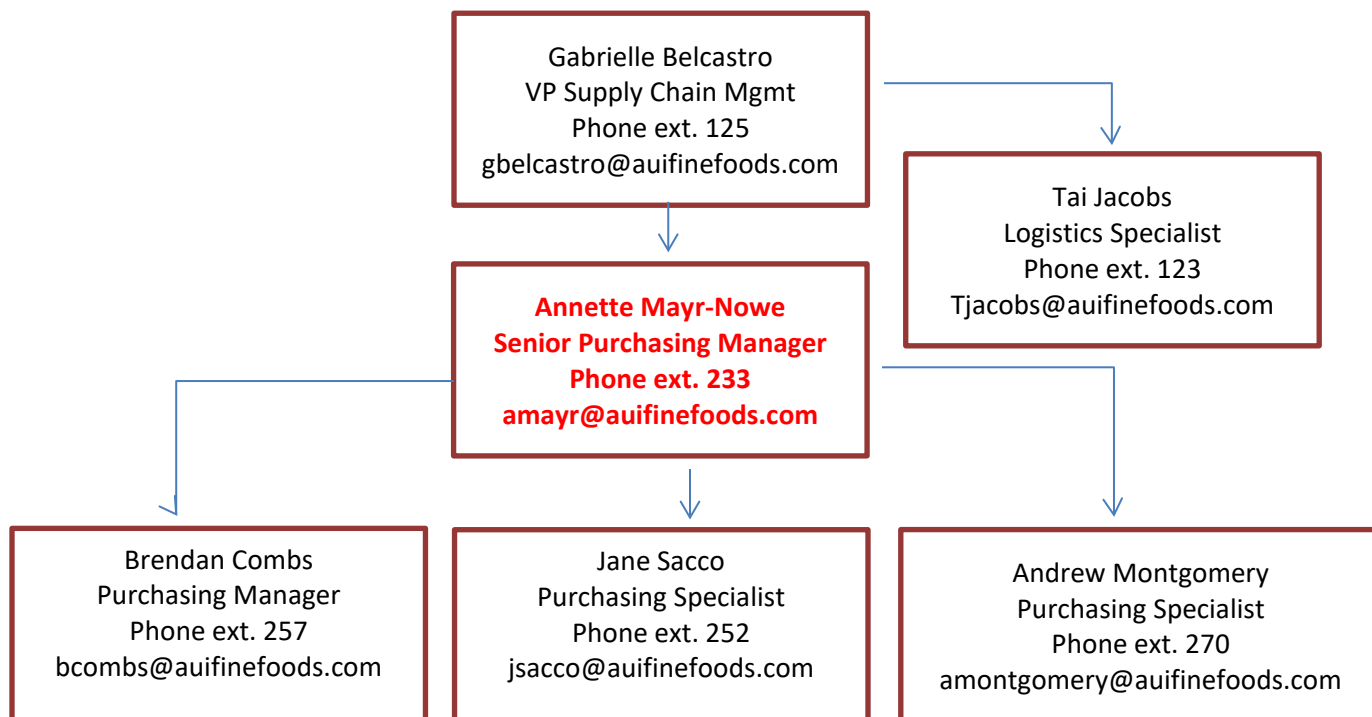 Gabrielle Belcastro
VP Supply Chain Mgmt
Phone ext. 125
gbelcastro@auifinefoods.com
Tai Jacobs
Logistics Specialist
Phone ext. 123
Tjacobs@auifinefoods.com
Annette Mayr-Nowe
Senior Purchasing Manager
Phone ext. 233
amayr@auifinefoods.com
Brendan Combs
Purchasing Manager
Phone ext. 257
bcombs@auifinefoods.com
Jane Sacco
Purchasing Specialist
Phone ext. 252
jsacco@auifinefoods.com
Andrew Montgomery
Purchasing Specialist
Phone ext. 270
amontgomery@auifinefoods.com